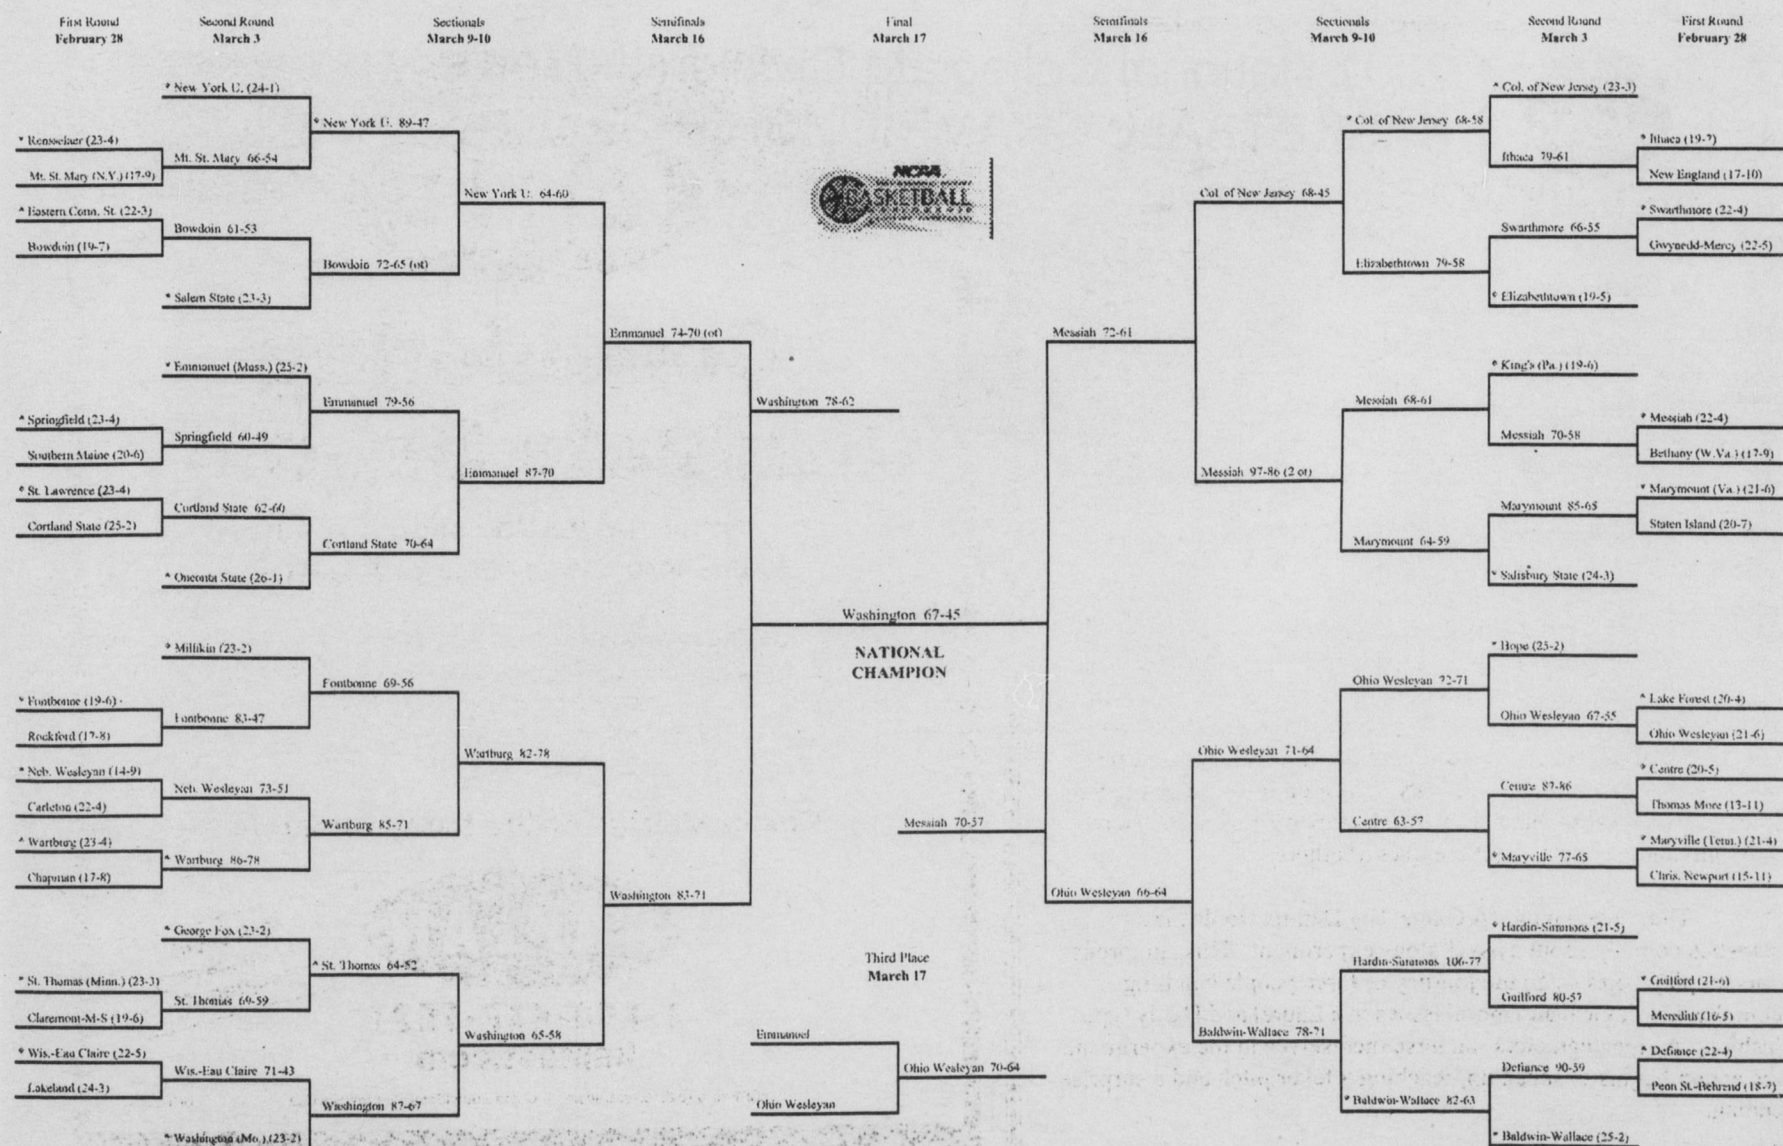 First Round
February 28
Second Round
March 3
Sectionals
March 9-10
Semifinals
March 16
Final
March 17
Semifinals
March 16
Sectionals
March 9-10
Second Round
March 3
First Round
February 28
* Rensselaer (23-4)
Mt. St. Mary (N.Y.) (17-9)
* Eastern Conn. St. (22-3)
Bowdoin (19-7)
* Springfield (23-4)
Southern Maine (20-6)
* St. Lawrence (23-4)
Cortland State (25-2)
* Fontbonne (19-6)
Rockford (17-8)
* Neb. Wesleyan (14-9)
Carleton (22-4)
* Wartburg (23-4)
Chapman (17-8)
* St. Thomas (Minn.) (23-3)
Claremont-M-S (19-6)
* Wis.-Eau Claire (22-5)
Lakeland (24-3)
* New York U. (24-1)
Mt. St. Mary 66-54
Bowdoin 61-53
* Salem State (23-3)
* Emmanuel (Mass.) (25-2)
Springfield 60-49
Cortland State 62-60
* Oneonta State (26-1)
* Millikin (23-2)
Fontbonne 83-47
Neb. Wesleyan 73-51
* Wartburg 86-78
* George Fox (23-2)
St. Thomas 69-59
Wis.-Eau Claire 71-43
* Washington (Mo.) (23-2)
* New York U. 89-47
Bowdoin 72-65 (ot)
Emmanuel 79-56
Cortland State 70-64
Fontbonne 69-56
Wartburg 85-71
* St. Thomas 64-52
Washington 87-67
New York U. 64-60
Emmanuel 87-70
Wartburg 82-78
Washington 65-58
Emmanuel 74-70 (ot)
Washington 83-71
Washington 78-62
NCAA
BASKETBALL
Washington 67-45
NATIONAL
CHAMPION
Messiah 70-57
Third Place
March 17
Emmanuel
Ohio Wesleyan
Ohio Wesleyan 70-64
Messiah 72-61
Ohio Wesleyan 66-64
Col. of New Jersey 68-45
Messiah 97-86 (2 ot)
Ohio Wesleyan 71-64
Baldwin-Wallace 78-71
* Col. of New Jersey 68-58
Elizabethtown 79-58
Messiah 68-61
Marymount 64-59
Ohio Wesleyan 72-71
Centre 63-57
Hardin-Simmons 106-77
* Baldwin-Wallace 82-63
* Col. of New Jersey (23-3)
Ithaca 79-61
Swarthmore 66-55
* Elizabethtown (19-5)
* King's (Pa.) (19-6)
Messiah 70-58
Marymount 85-65
* Salisbury State (24-3)
* Hope (25-2)
Ohio Wesleyan 67-55
Centre 87-86
* Maryville 77-65
* Hardin-Simmons (21-5)
Guilford 80-57
Defiance 90-59
* Baldwin-Wallace (25-2)
* Ithaca (19-7)
New England (17-10)
* Swarthmore (22-4)
Gwynedd-Mercy (22-5)
* Messiah (22-4)
Bethany (W.Va.) (17-9)
* Marymount (Va.) (21-6)
Staten Island (20-7)
* Lake Forest (20-4)
Ohio Wesleyan (21-6)
* Centre (20-5)
Thomas More (13-11)
* Maryville (Tenn.) (21-4)
Chris. Newport (15-11)
* Guilford (21-6)
Meredith (16-5)
* Defiance (22-4)
Penn St.-Behrend (18-7)